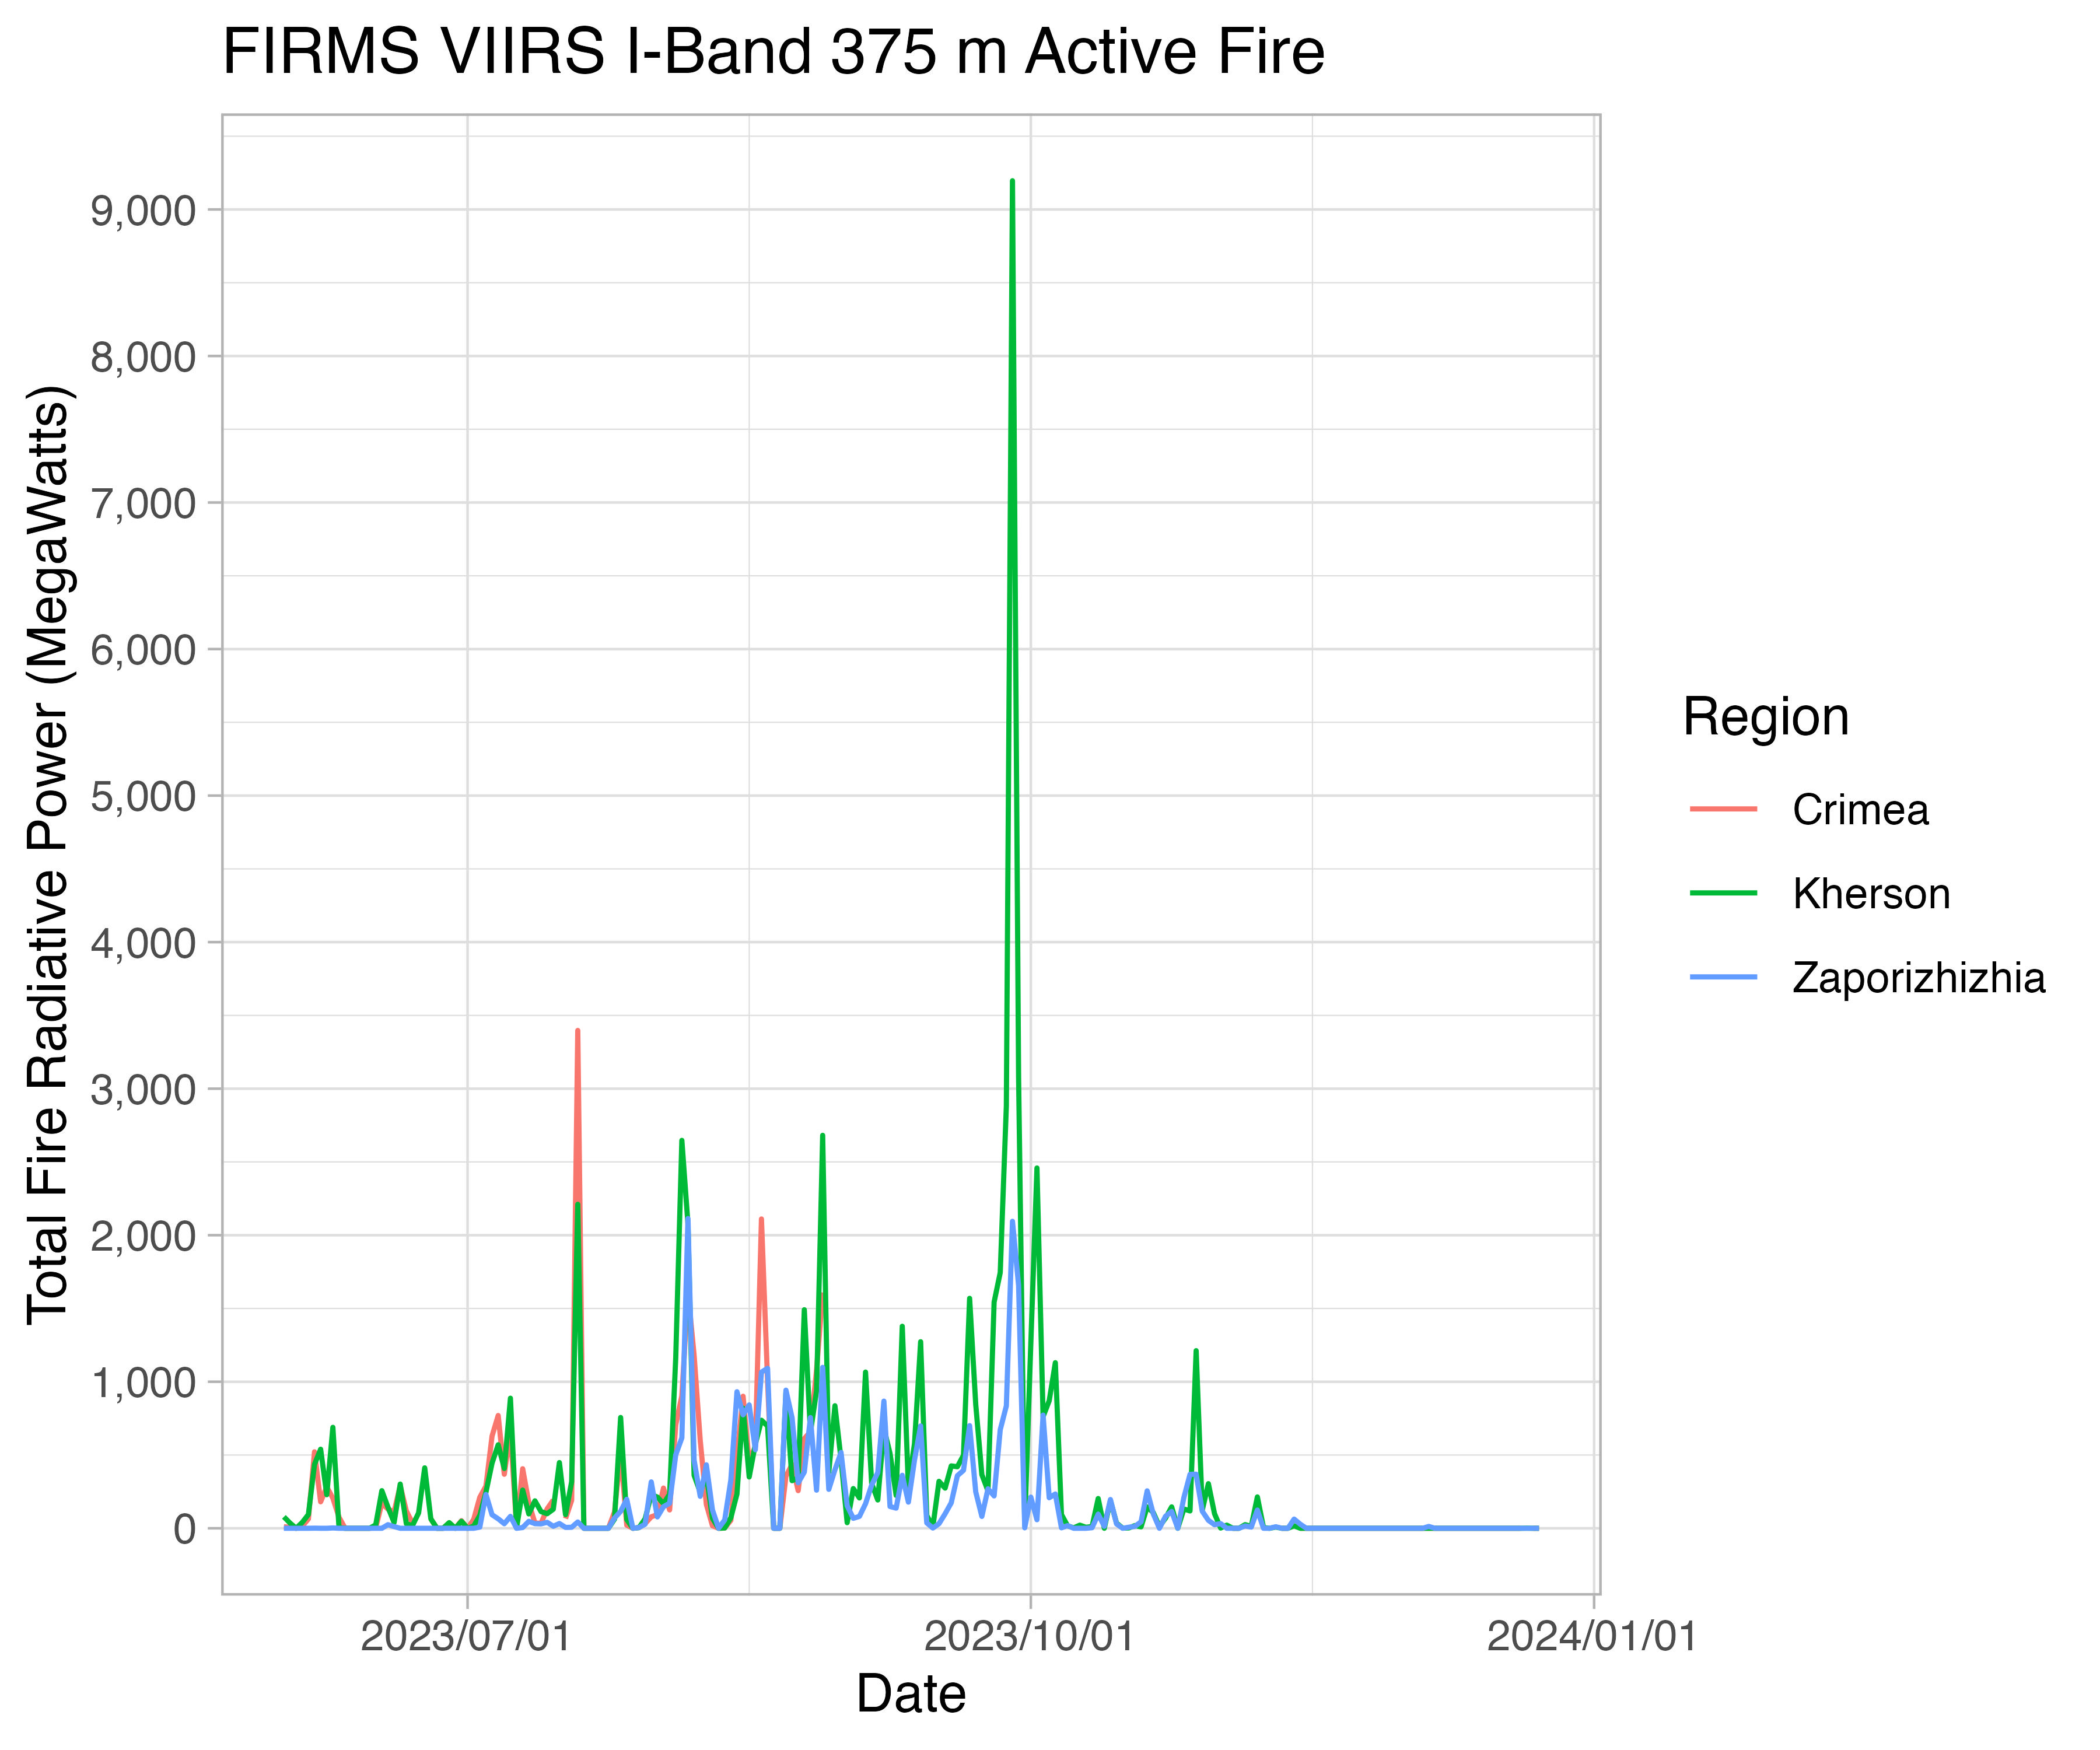 FIRMS VIIRS I-Band 375 m Active Fire
Total Fire Radiative Power (MegaWatts)
9,000
8,000
7,000
6,000
5,000
4,000
3,000
2,000
1,000
0
2023/07/01
2023/10/01
2024/01/01
Date
Region
Crimea
Kherson
Zaporizhizhia